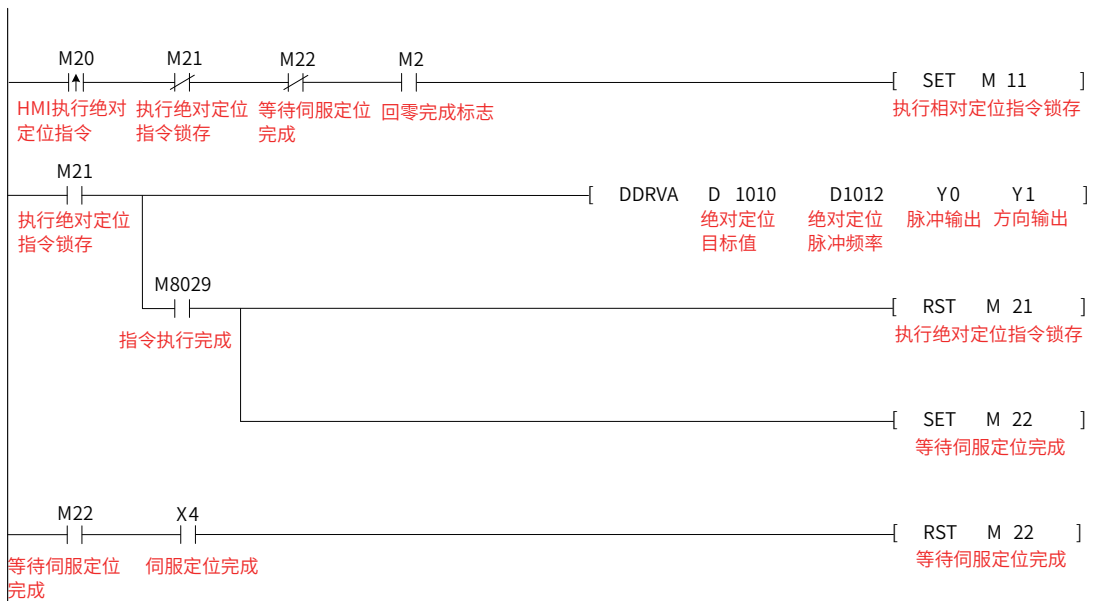 M20 M21 M22 M2
[ SET M 11 ]
HMI执行绝对
定位指令
执行绝对定位
指令锁存
等待伺服定位
完成
回零完成标志
执行相对定位指令锁存
M21
[ DDRVA D 1010 D1012 Y0 Y1 ]
执行绝对定位
指令锁存
绝对定位
目标值
绝对定位
脉冲频率
脉冲输出
方向输出
M8029
[ RST M 21 ]
指令执行完成
执行绝对定位指令锁存
[ SET M 22 ]
等待伺服定位完成
M22 X4
[ RST M 22 ]
等待伺服定位
完成
伺服定位完成
等待伺服定位完成